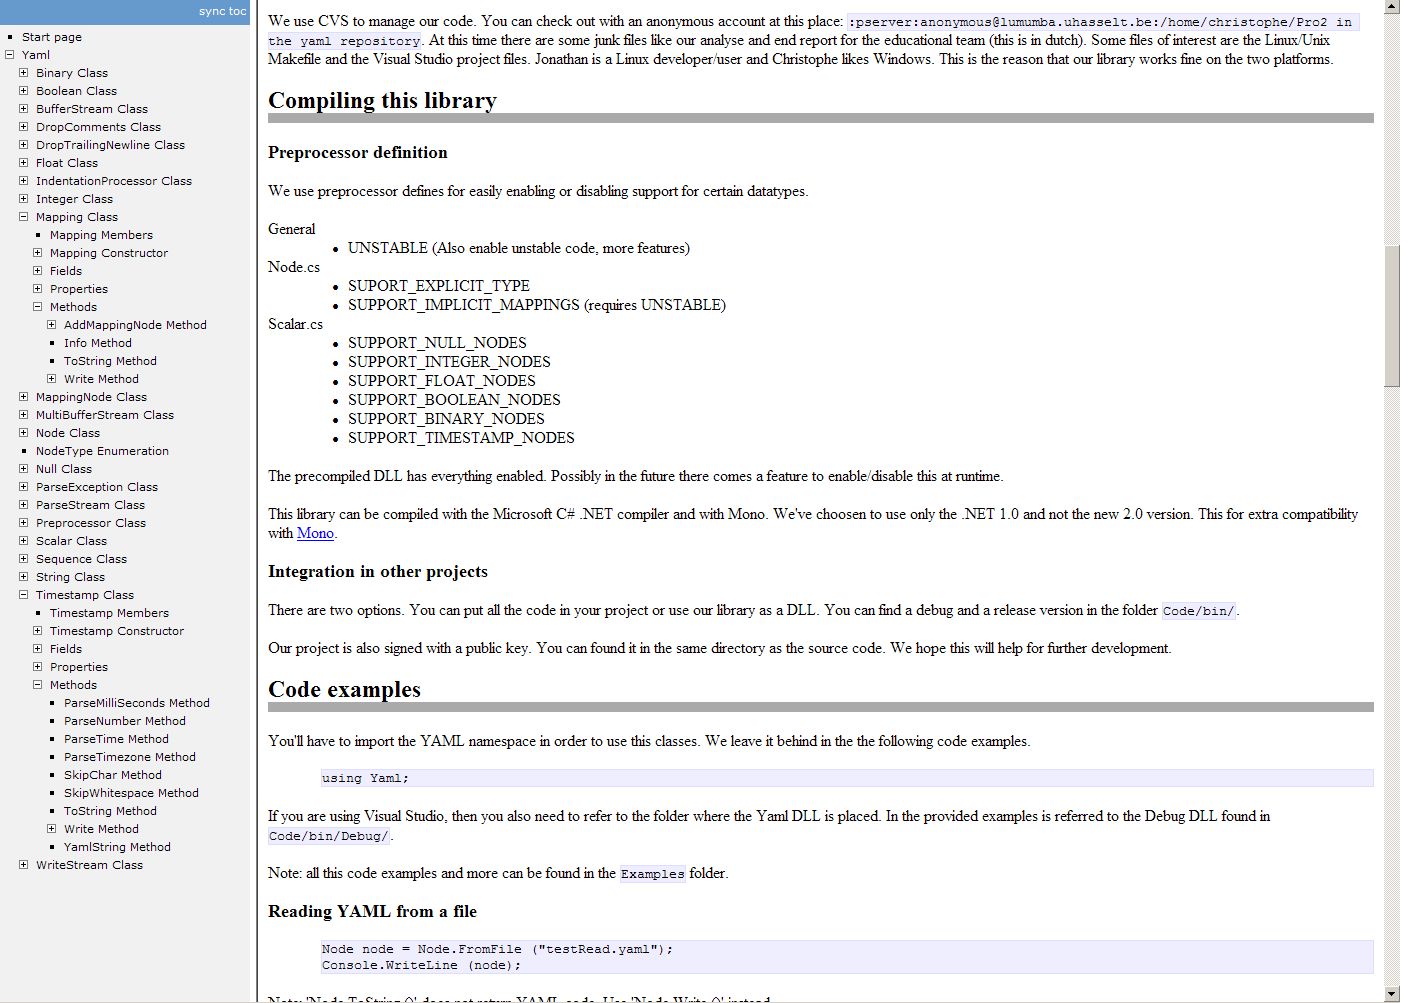 sync toc
Start page
Yaml
Binary Class
Boolean Class
BufferStream Class
DropComments Class
DropTrailingNewline Class
Float Class
IndentationProcessor Class
Integer Class
Mapping Class
Mapping Members
Mapping Constructor
Fields
Properties
Methods
AddMappingNode Method
Info Method
ToString Method
Write Method
MappingNode Class
MultiBufferStream Class
Node Class
NodeType Enumeration
Null Class
ParseException Class
ParseStream Class
Preprocessor Class
Scalar Class
Sequence Class
String Class
Timestamp Class
Timestamp Members
Timestamp Constructor
Fields
Properties
Methods
ParseMilliSeconds Method
ParseNumber Method
ParseTime Method
ParseTimezone Method
SkipChar Method
SkipWhitespace Method
ToString Method
Write Method
YamlString Method
WriteStream Class
We use CVS to manage our code. You can check out with an anonymous account at this place: :pserver:anonymous@lumumba.uhasselt.be:/home/christophe/Pro2 in
the yaml repository. At this time there are some junk files like our analyse and end report for the educational team (this is in dutch). Some files of interest are the Linux/Unix
Makefile and the Visual Studio project files. Jonathan is a Linux developer/user and Christophe likes Windows. This is the reason that our library works fine on the two platforms.
Compiling this library
Preprocessor definition
We use preprocessor defines for easily enabling or disabling support for certain datatypes.
General
• UNSTABLE (Also enable unstable code, more features)
Node.cs
• SUPORT_EXPLICIT_TYPE
• SUPPORT_IMPLICIT_MAPPINGS (requires UNSTABLE)
Scalar.cs
• SUPPORT_NULL_NODES
• SUPPORT_INTEGER_NODES
• SUPPORT_FLOAT_NODES
• SUPPORT_BOOLEAN_NODES
• SUPPORT_BINARY_NODES
• SUPPORT_TIMESTAMP_NODES
The precompiled DLL has everything enabled. Possibly in the future there comes a feature to enable/disable this at runtime.
This library can be compiled with the Microsoft C# .NET compiler and with Mono. We've choosen to use only the .NET 1.0 and not the new 2.0 version. This for extra compatibility
with Mono.
Integration in other projects
There are two options. You can put all the code in your project or use our library as a DLL. You can find a debug and a release version in the folder Code/bin/.
Our project is also signed with a public key. You can found it in the same directory as the source code. We hope this will help for further development.
Code examples
You'll have to import the YAML namespace in order to use this classes. We leave it behind in the the following code examples.
using Yaml;
If you are using Visual Studio, then you also need to refer to the folder where the Yaml DLL is placed. In the provided examples is referred to the Debug DLL found in
Code/bin/Debug/.
Note: all this code examples and more can be found in the Examples folder.
Reading YAML from a file
Node node = Node.FromFile ("testRead.yaml");
Console.WriteLine (node);
Note: 'Node.ToString ()' does not return YAML code. Use 'Node.Write ()' instead